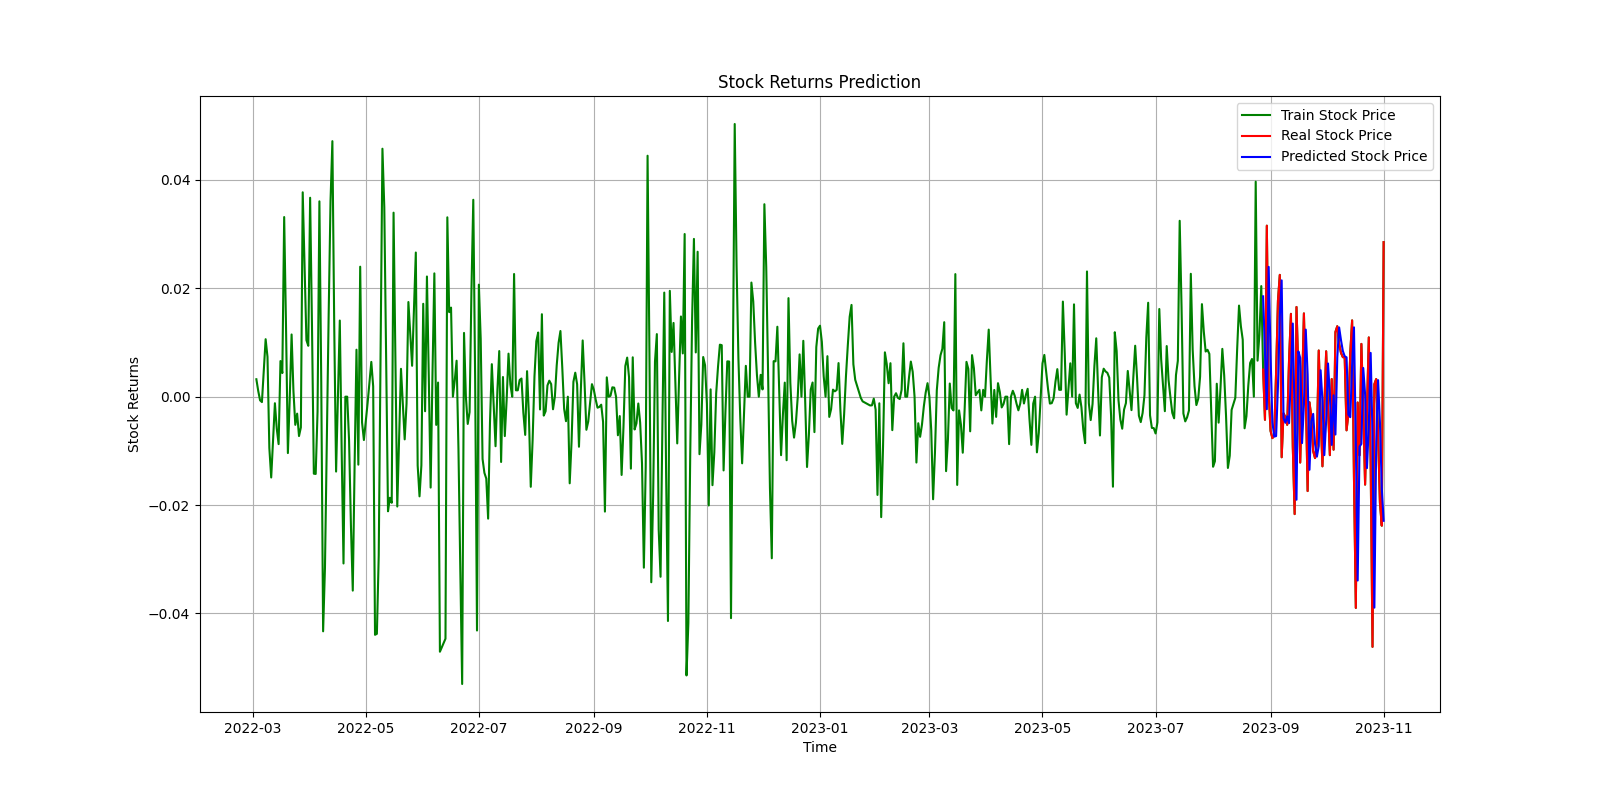 Stock Returns Prediction
Train Stock Price
Real Stock Price
Predicted Stock Price
0.04
0.02
0.00
−0.02
−0.04
Stock Returns
2022-03 2022-05 2022-07 2022-09 2022-11 2023-01 2023-03 2023-05 2023-07 2023-09 2023-11
Time